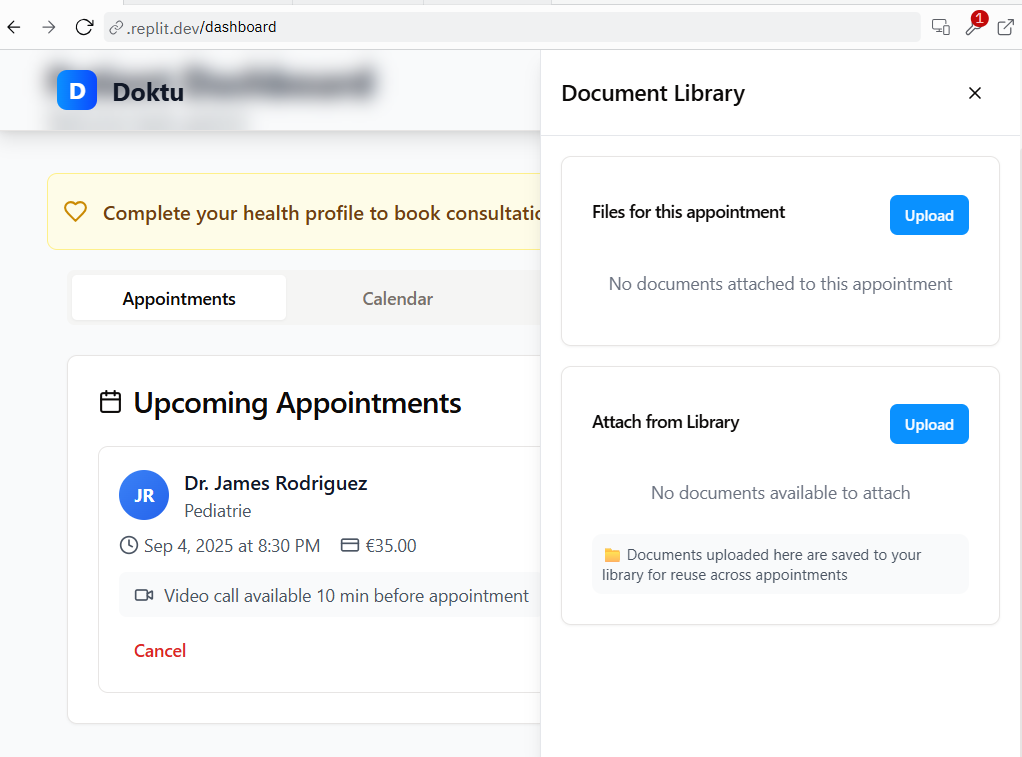 .replit.dev/dashboard
1
D
Doktu
Complete your health profile to book consultatio
Appointments
Calendar
Upcoming Appointments
JR
Dr. James Rodriguez
Pediatrie
Sep 4, 2025 at 8:30 PM
€35.00
Video call available 10 min before appointment
Cancel
Document Library
Files for this appointment
Upload
No documents attached to this appointment
Attach from Library
Upload
No documents available to attach
Documents uploaded here are saved to your
library for reuse across appointments